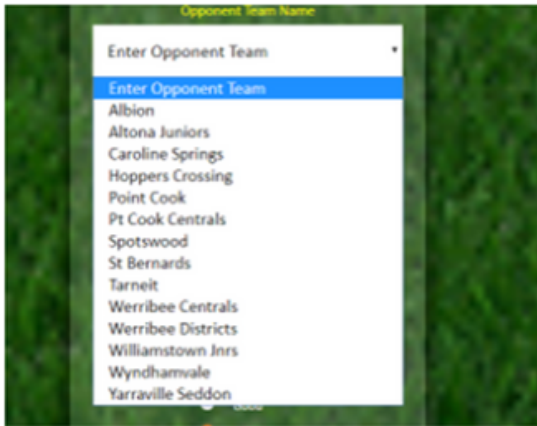 Opponent Team Name
Enter Opponent Team
Enter Opponent Team
Albion
Altona Juniors
Caroline Springs
Hoppers Crossing
Point Cook
Pt Cook Centrals
Spotswood
St Bernards
Tarneit
Werribee Centrals
Werribee Districts
Williamstown Jnrs
Wyndhamvale
Yarraville Seddon